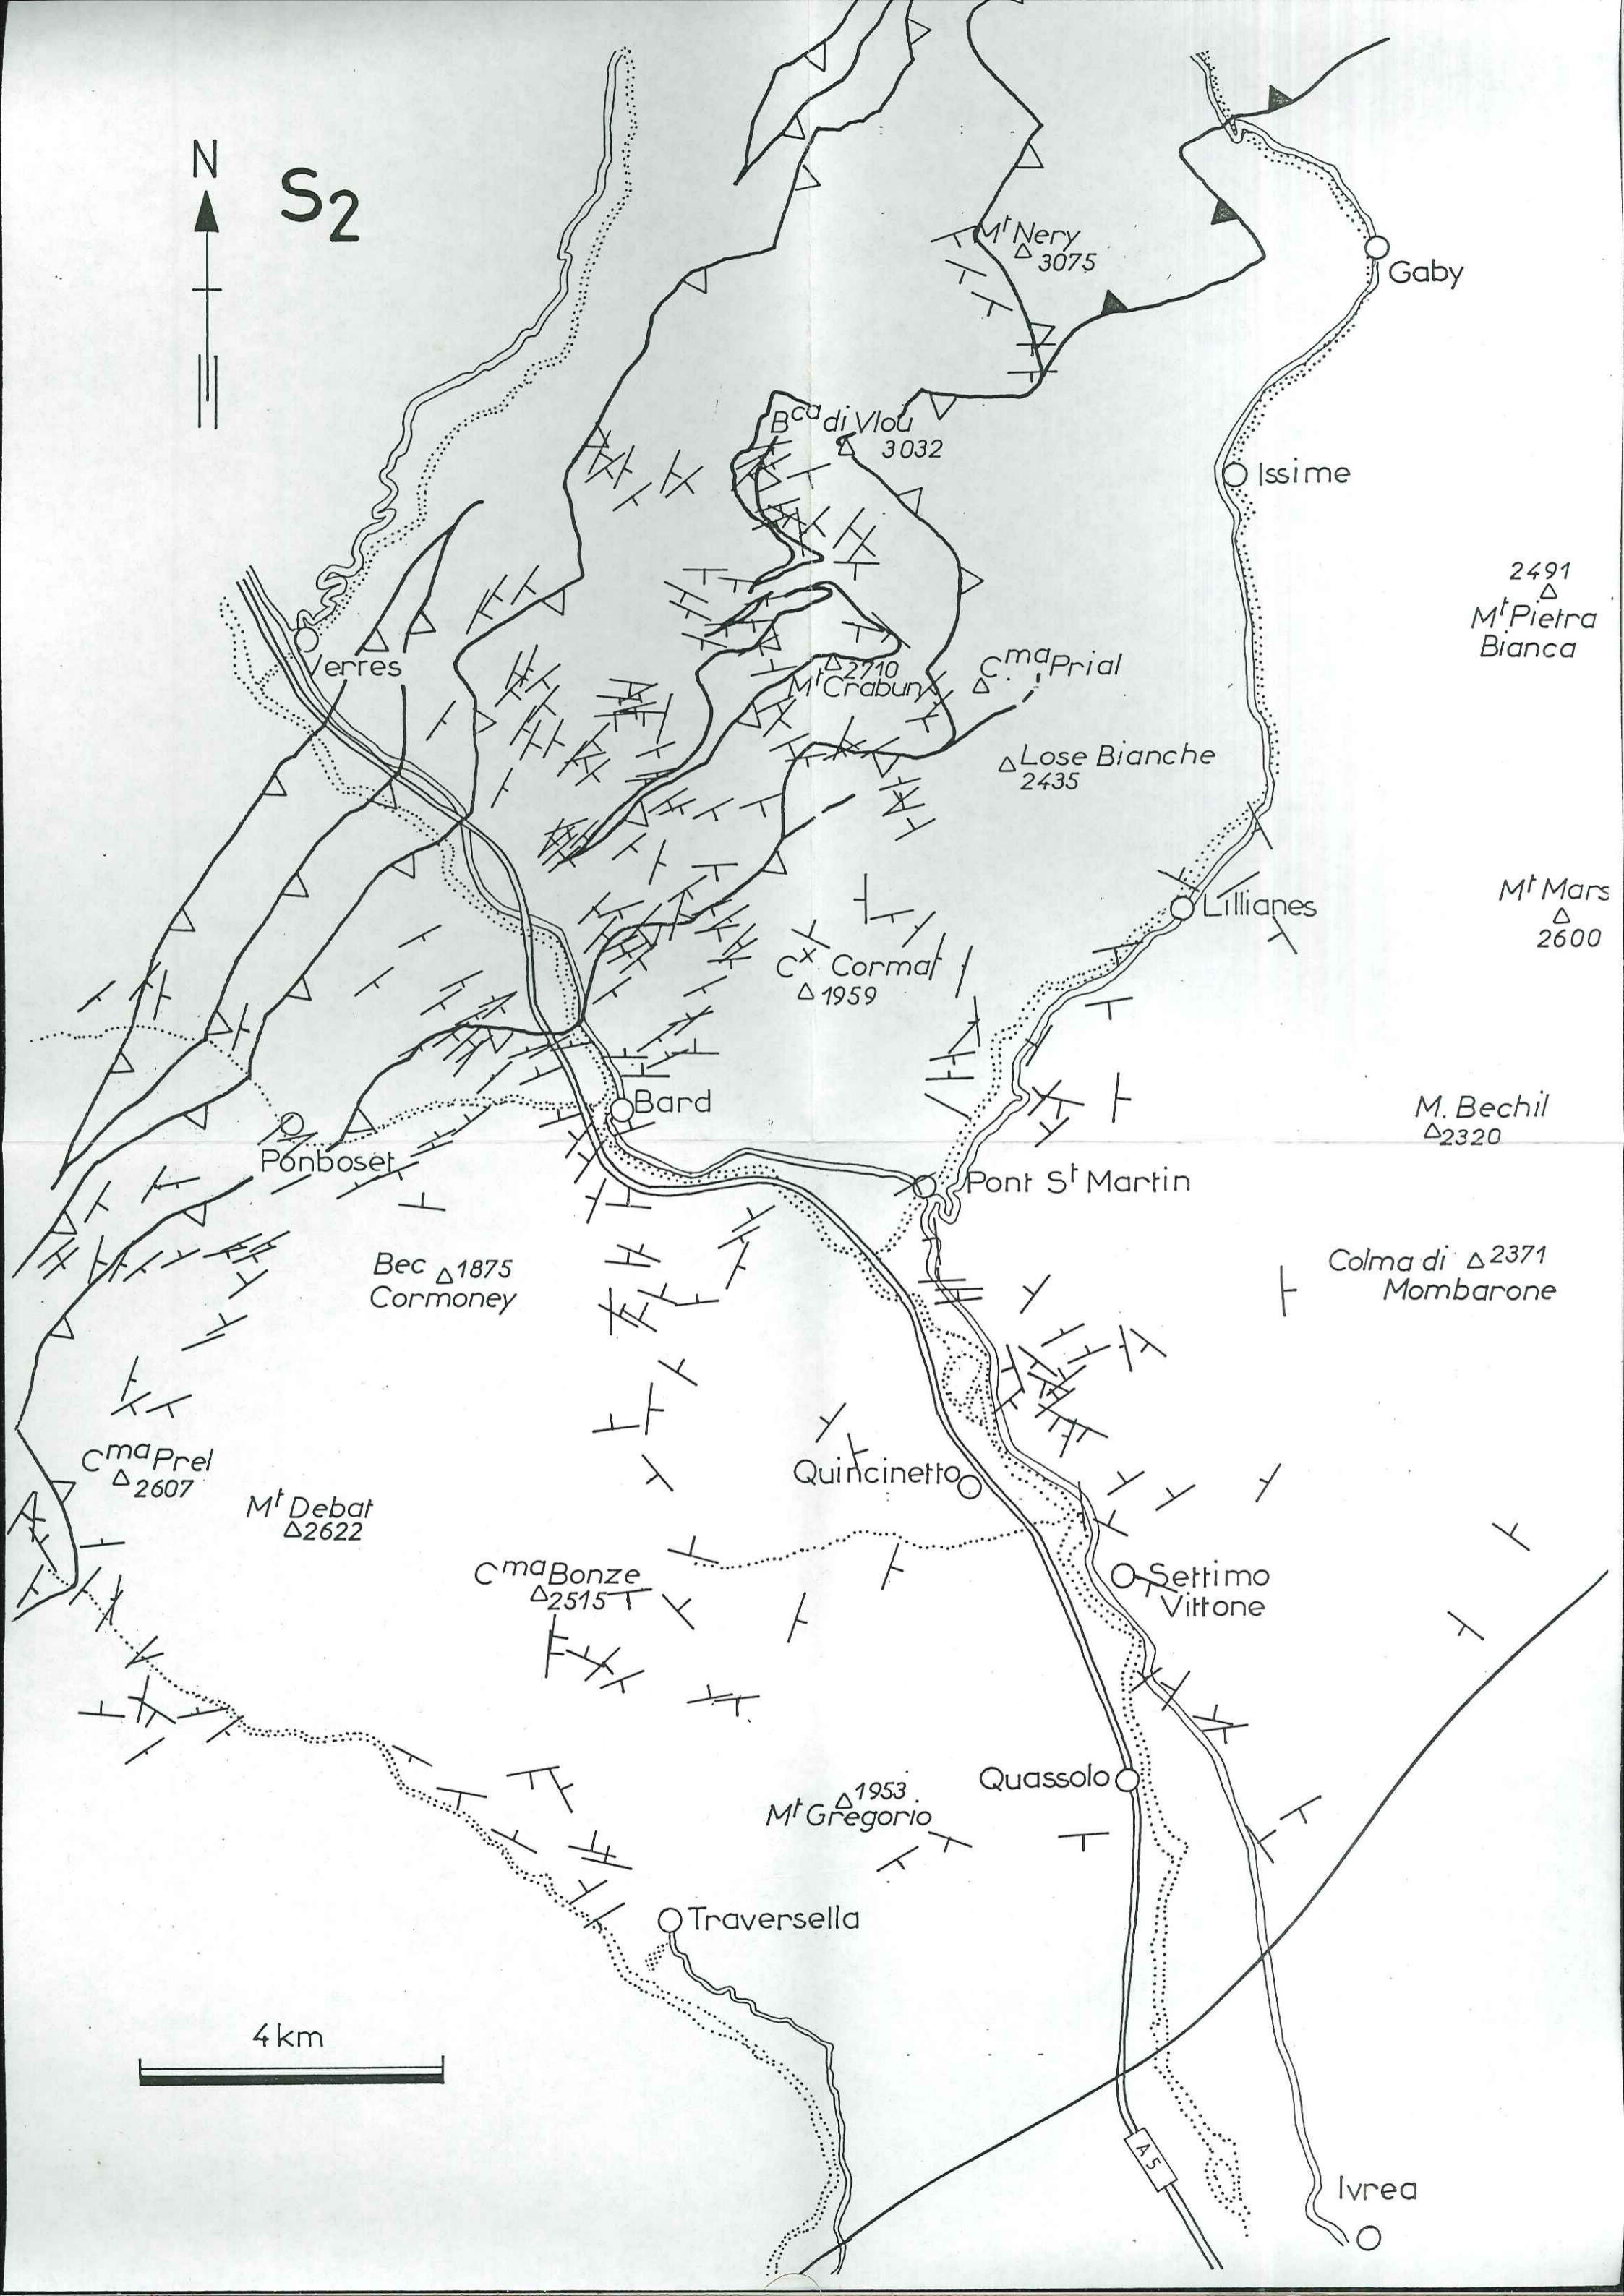 N
S2
Mt Nery
3075
Gaby
Bca di Vlou
3032
Issime
2491
Mt Pietra
Bianca
Verres
2710
Mt Crabun
Cma Prial
Lose Bianche
2435
Lillianes
Mt Mars
2600
Cx Cormat
1959
Bard
M. Bechil
2320
Ponboset
Pont St Martin
Bec 1875
Cormoney
Colma di 2371
Mombarone
Cma Prel
2607
Quincinetto
Mt Debat
2622
Cma Bonze
2515
Settimo
Vittone
Quassolo
1953
Mt Gregorio
Traversella
4km
A5
Ivrea